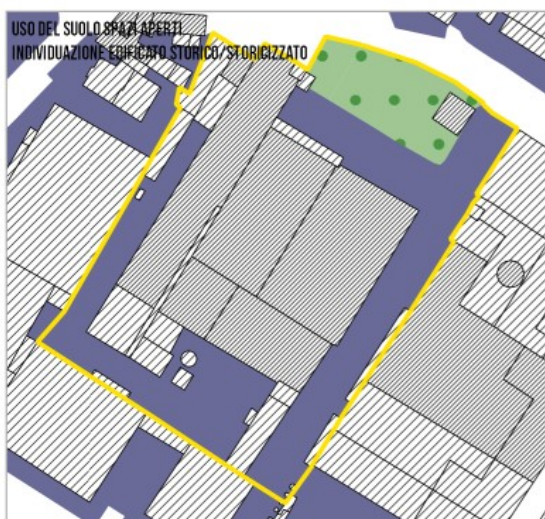 USO DEL SUOLO SPAZI APERTI
INDIVIDUAZIONE EDIFICATO STORICO/STORICIZZATO